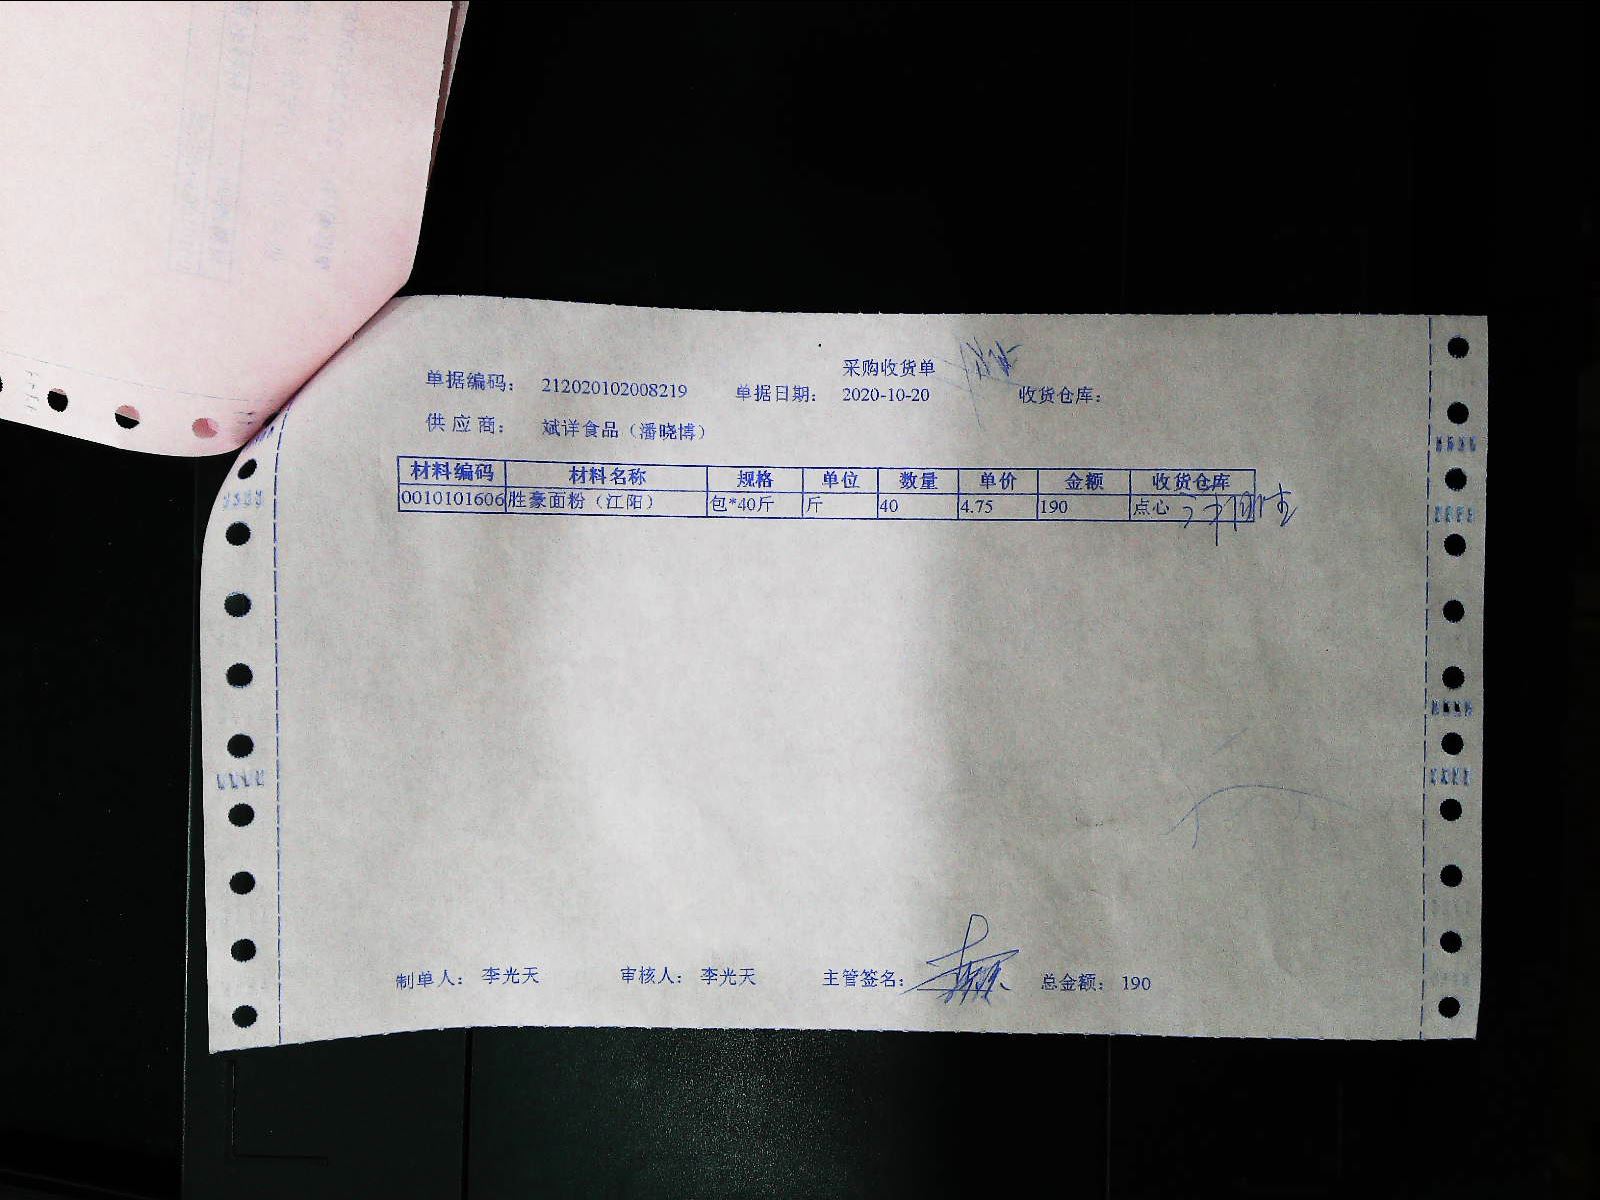 采购收货单
单据编码： 212020102008219 单据日期： 2020-10-20 收货仓库：
供应商： 斌详食品（潘晓博）
材料编码 材料名称 规格 单位 数量 单价 金额 收货仓库
0010101606 胜豪面粉（江阳） 包*40斤 斤 40 4.75 190 点心
制单人： 李光天 审核人： 李光天 主管签名： 总金额： 190